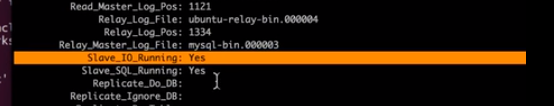 Read_Master_Log_Pos: 1121
Relay_Log_File: ubuntu-relay-bin.000004
Relay_Log_Pos: 1334
Relay_Master_Log_File: mysql-bin.000003
Slave_IO_Running: Yes
Slave_SQL_Running: Yes
Replicate_Do_DB:
Replicate_Ignore_DB: